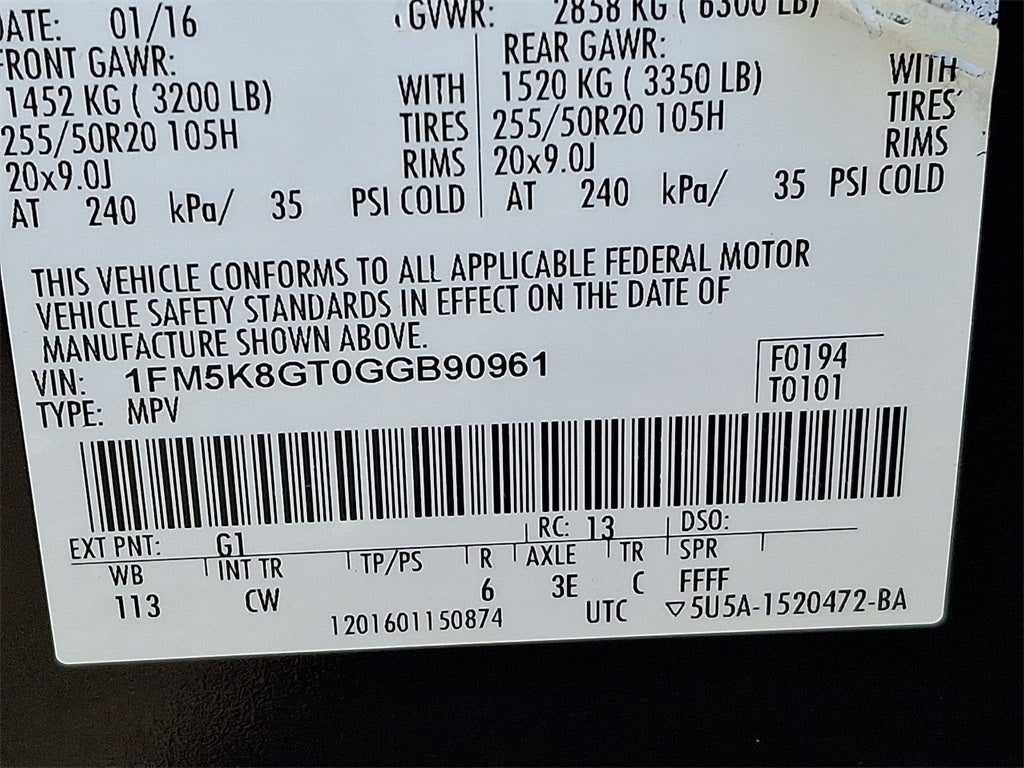 DATE: 01/16 GVWR: 2858 KG ( 6300 LB)
FRONT GAWR: REAR GAWR:
1452 KG ( 3200 LB) WITH 1520 KG ( 3350 LB) WITH
255/50R20 105H TIRES 255/50R20 105H TIRES
20x9.0J RIMS 20x9.0J RIMS
AT 240 kPa/ 35 PSI COLD AT 240 kPa/ 35 PSI COLD
THIS VEHICLE CONFORMS TO ALL APPLICABLE FEDERAL MOTOR
VEHICLE SAFETY STANDARDS IN EFFECT ON THE DATE OF
MANUFACTURE SHOWN ABOVE.
VIN: 1FM5K8GT0GGB90961 F0194
TYPE: MPV T0101
EXT PNT: G1 RC: 13 DSO:
WB INT TR TP/PS R AXLE TR SPR
113 CW 6 3E C FFFF
1201601150874 UTC ▽5U5A-1520472-BA